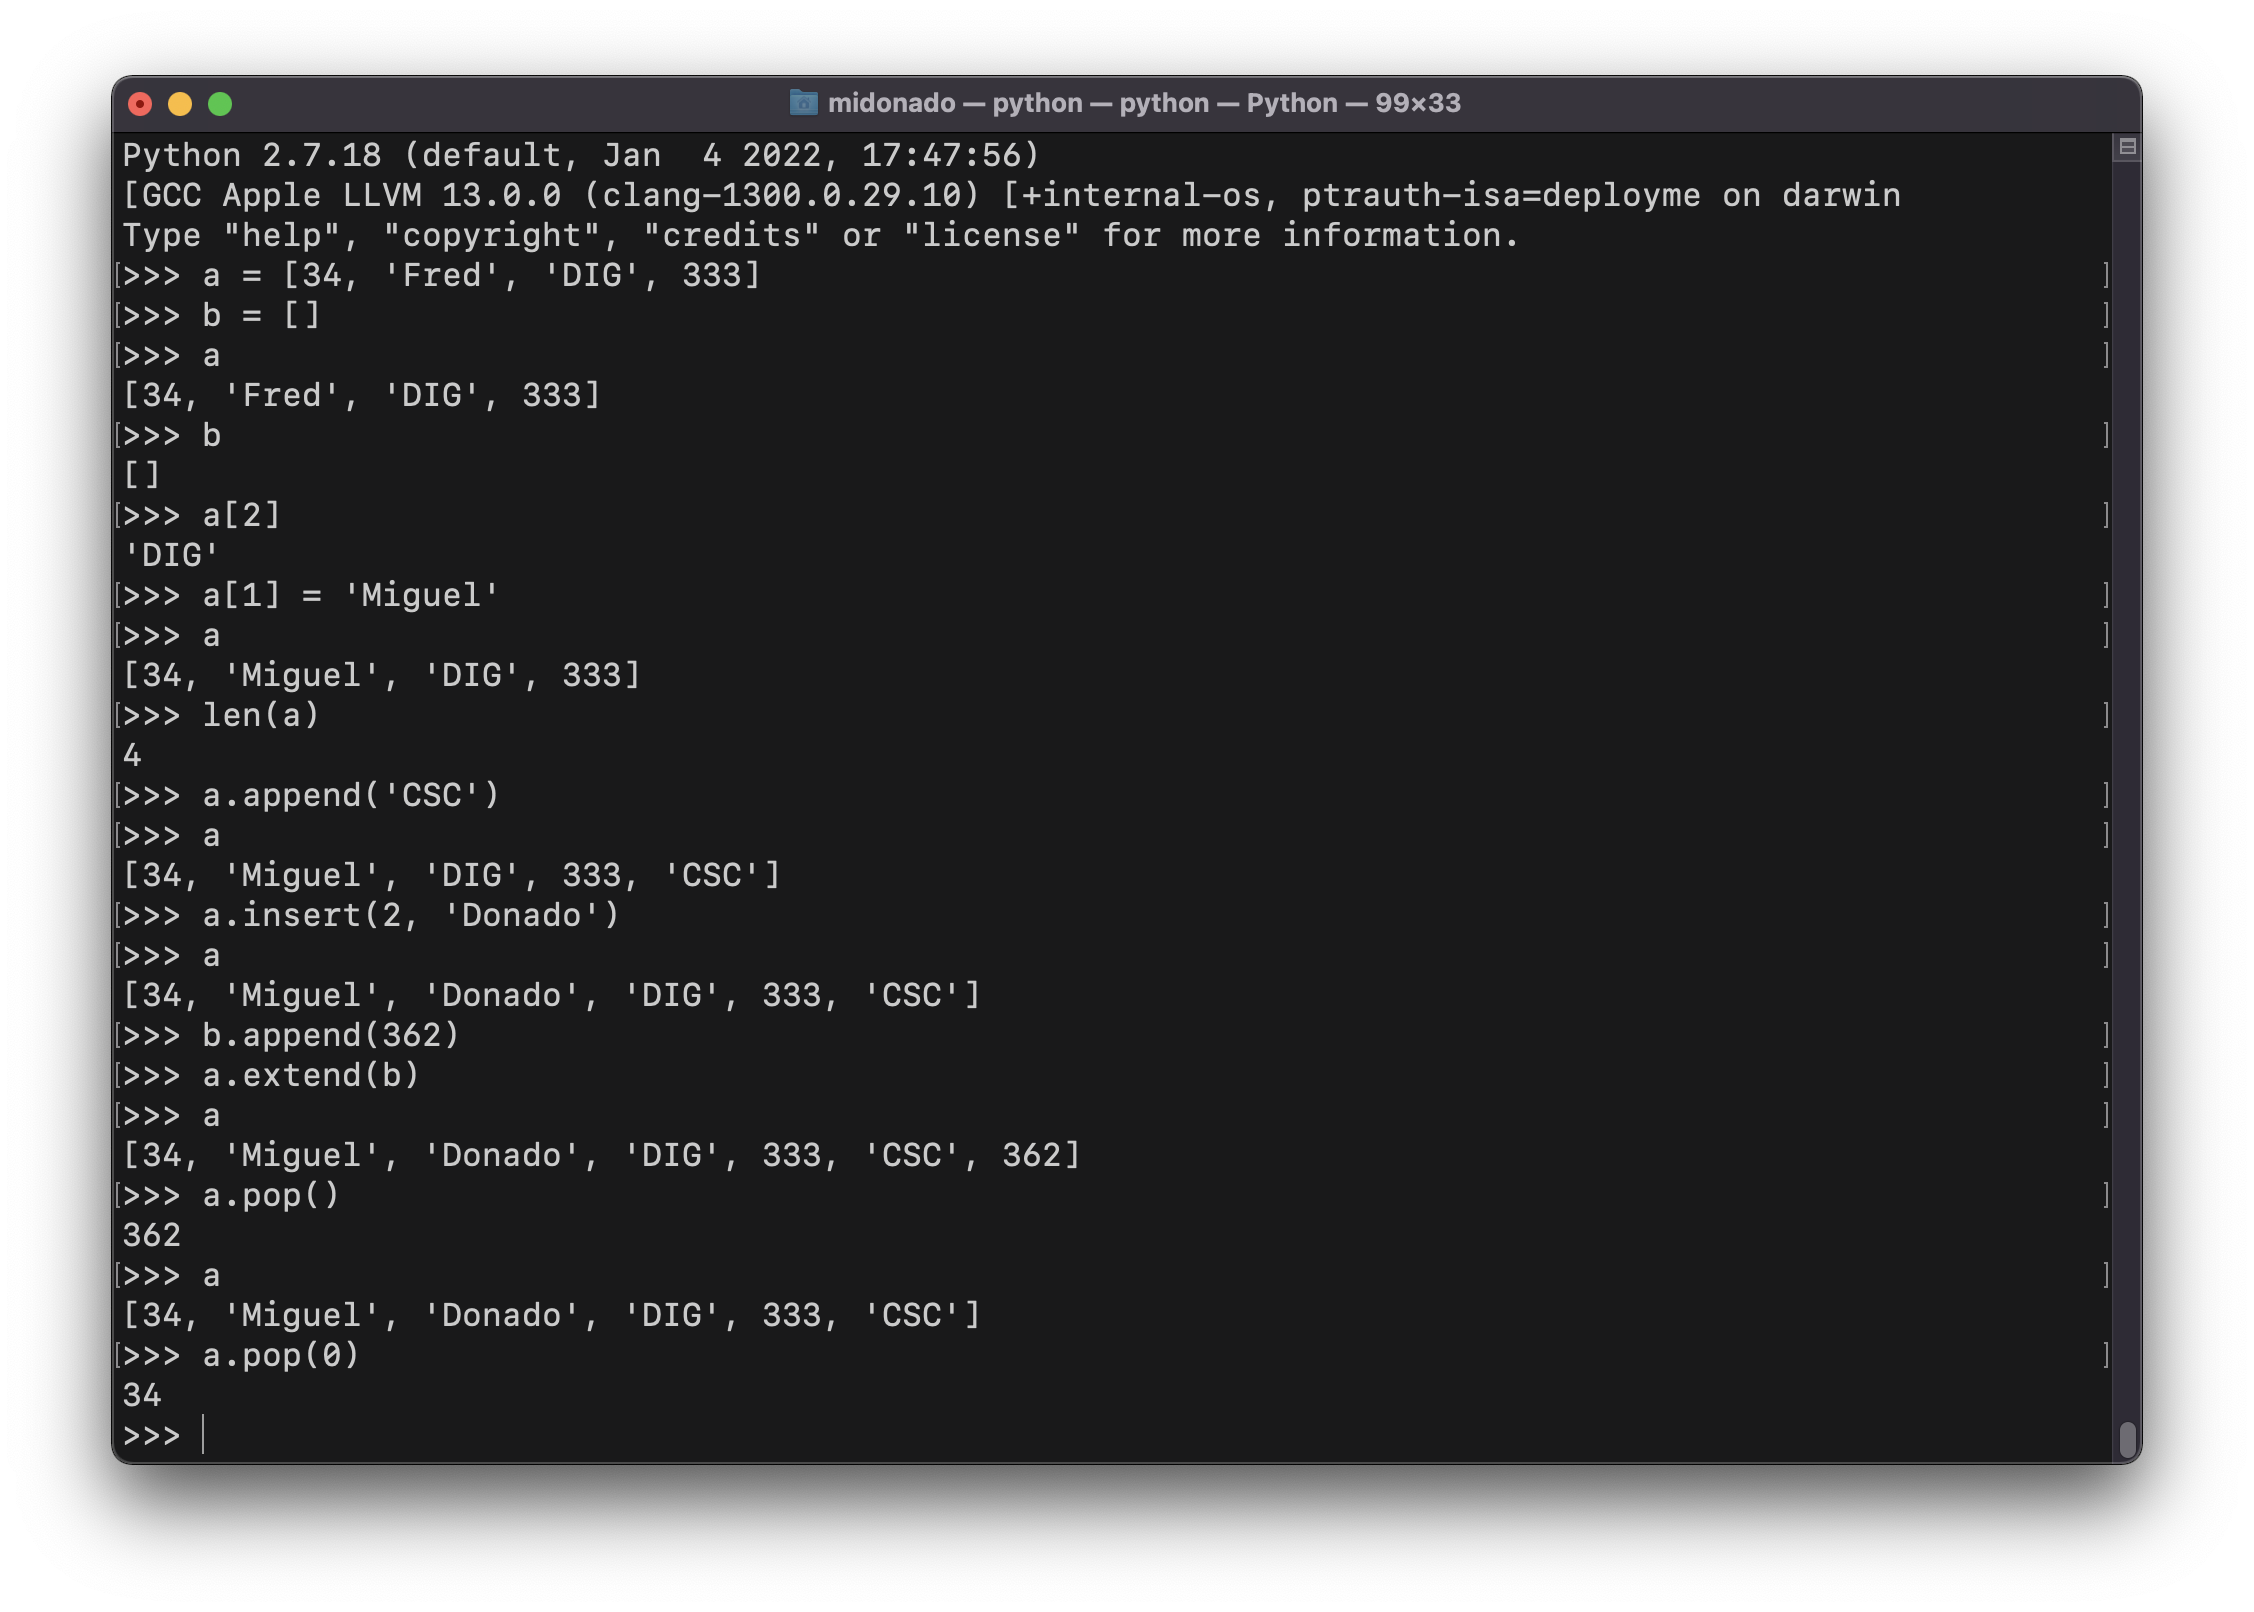 midonado — python — python — Python — 99×33
Python 2.7.18 (default, Jan  4 2022, 17:47:56)
[GCC Apple LLVM 13.0.0 (clang-1300.0.29.10) [+internal-os, ptrauth-isa=deployme on darwin
Type "help", "copyright", "credits" or "license" for more information.
[>>> a = [34, 'Fred', 'DIG', 333] ]
[>>> b = [] ]
[>>> a ]
[34, 'Fred', 'DIG', 333]
[>>> b ]
[]
[>>> a[2] ]
'DIG'
[>>> a[1] = 'Miguel' ]
[>>> a ]
[34, 'Miguel', 'DIG', 333]
[>>> len(a) ]
4
[>>> a.append('CSC') ]
[>>> a ]
[34, 'Miguel', 'DIG', 333, 'CSC']
[>>> a.insert(2, 'Donado') ]
[>>> a ]
[34, 'Miguel', 'Donado', 'DIG', 333, 'CSC']
[>>> b.append(362) ]
[>>> a.extend(b) ]
[>>> a ]
[34, 'Miguel', 'Donado', 'DIG', 333, 'CSC', 362]
[>>> a.pop() ]
362
[>>> a ]
[34, 'Miguel', 'Donado', 'DIG', 333, 'CSC']
[>>> a.pop(0) ]
34
>>>